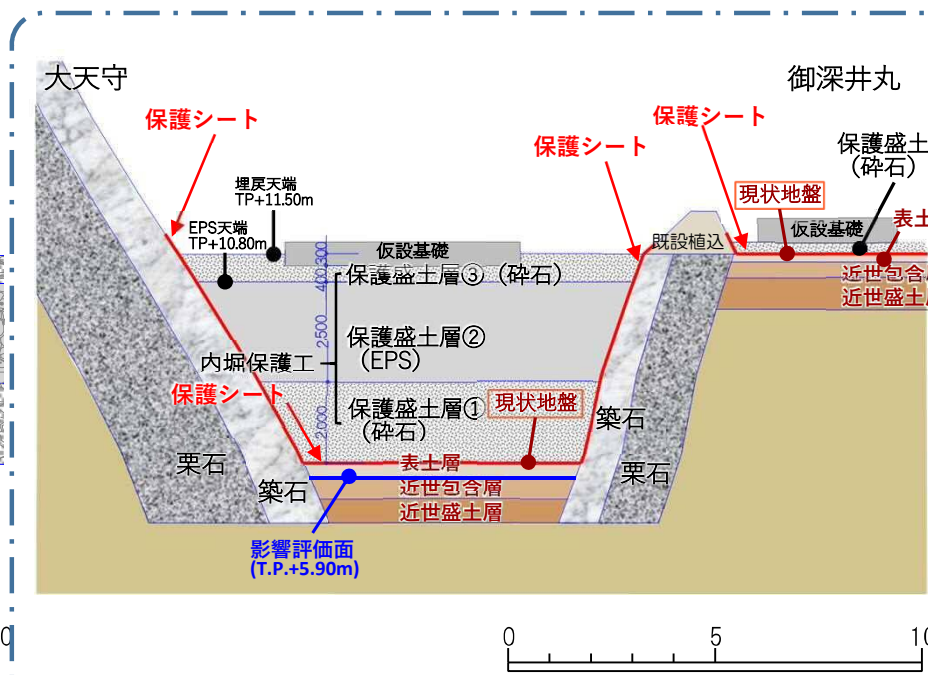 大天守
御深井丸
保護シート
保護シート
保護シート
保護盛土
(砕石)
埋戻天端
TP+11.50m
現状地盤
表土
EPS天端
TP+10.80m
仮設基礎
既設植込
仮設基礎
300
400
保護盛土層③（砕石）
近世包含層
近世盛土層
2,500
保護盛土層②
(EPS)
内堀保護工
保護シート
保護盛土層①
(砕石)
2,000
現状地盤
築石
栗石
表土層
栗石
築石
近世包含層
近世盛土層
影響評価面
(T.P.+5.90m)
0
0
5
10